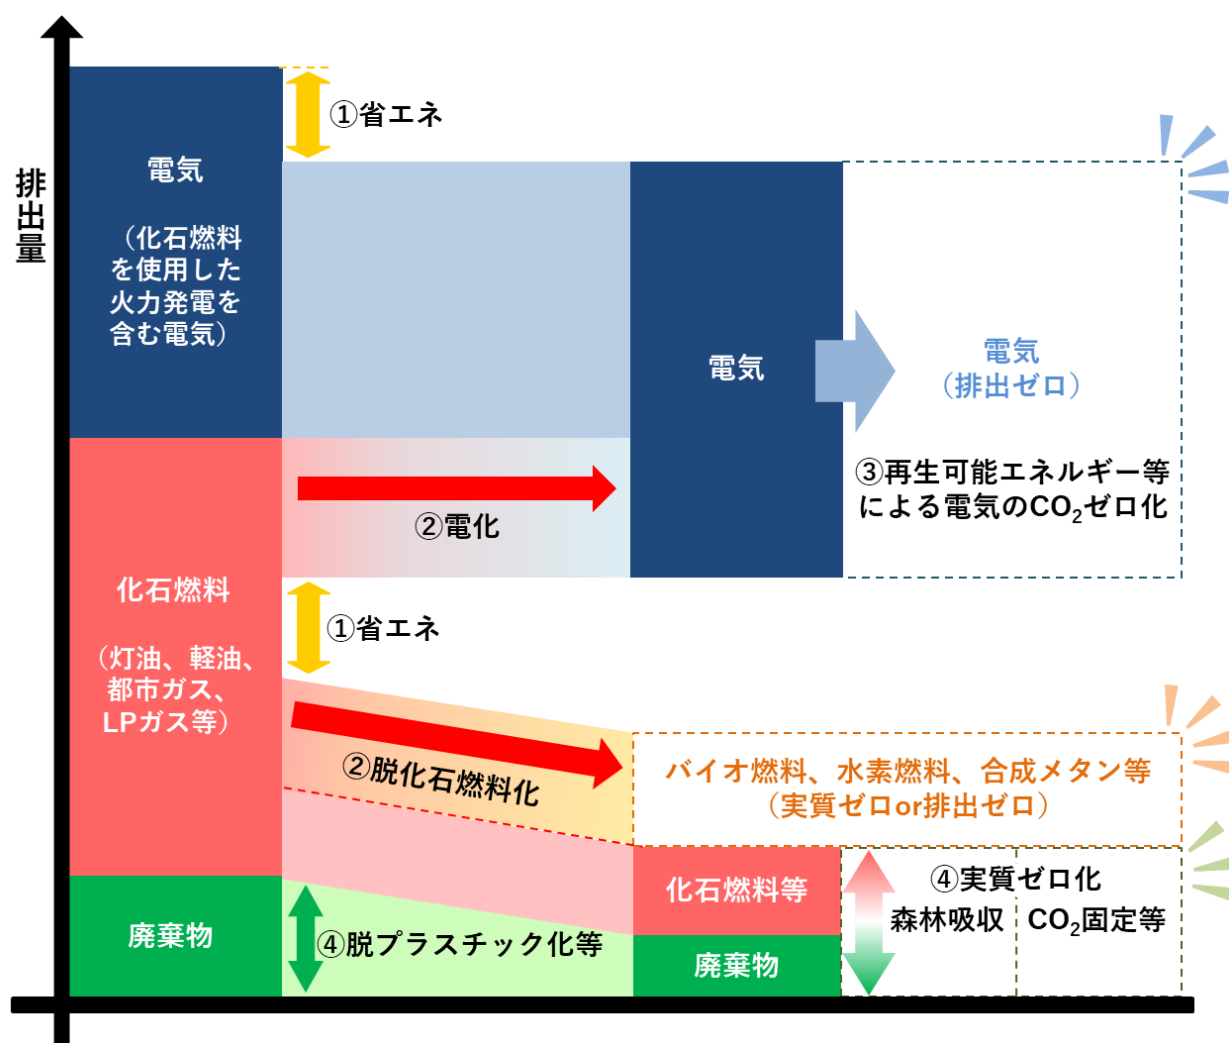 排出量
①省エネ
電気
（化石燃料
を使用した
火力発電を
含む電気）
電気
電気
（排出ゼロ）
③再生可能エネルギー等
による電気のCO₂ゼロ化
②電化
化石燃料
（灯油、軽油、
都市ガス、
LPガス等）
①省エネ
②脱化石燃料化
バイオ燃料、水素燃料、合成メタン等
（実質ゼロor排出ゼロ）
化石燃料等
④実質ゼロ化
森林吸収
CO₂固定等
廃棄物
④脱プラスチック化等
廃棄物